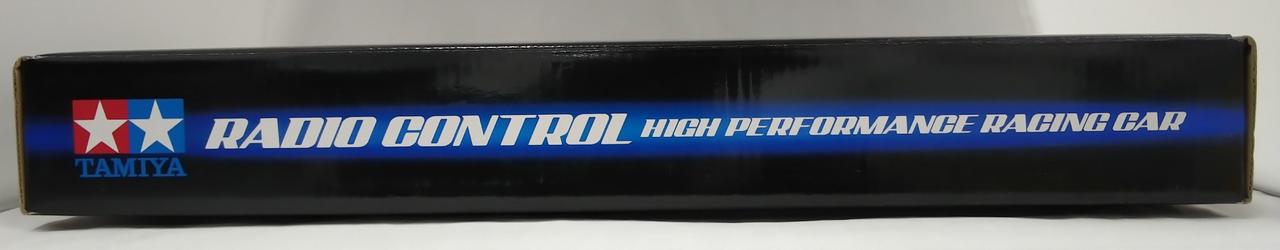 TAMIYA
RADIO CONTROL HIGH PERFORMANCE RACING CAR